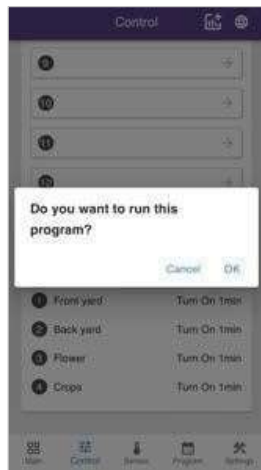 Control
9
10
11
12
Do you want to run this
program?
Cancel OK
1 Front yard Turn On 1min
2 Back yard Turn On 1min
3 Flower Turn On 1min
4 Crops Turn On 1min
Main Control Sensor Program Settings